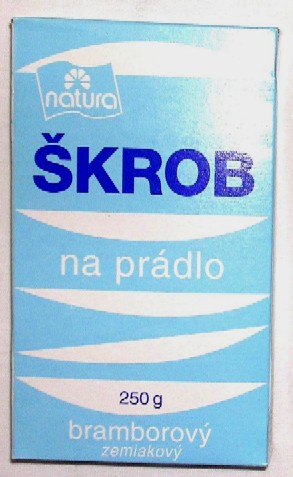 natura
ŠKROB
na prádlo
250 g
bramborový
zemiakový